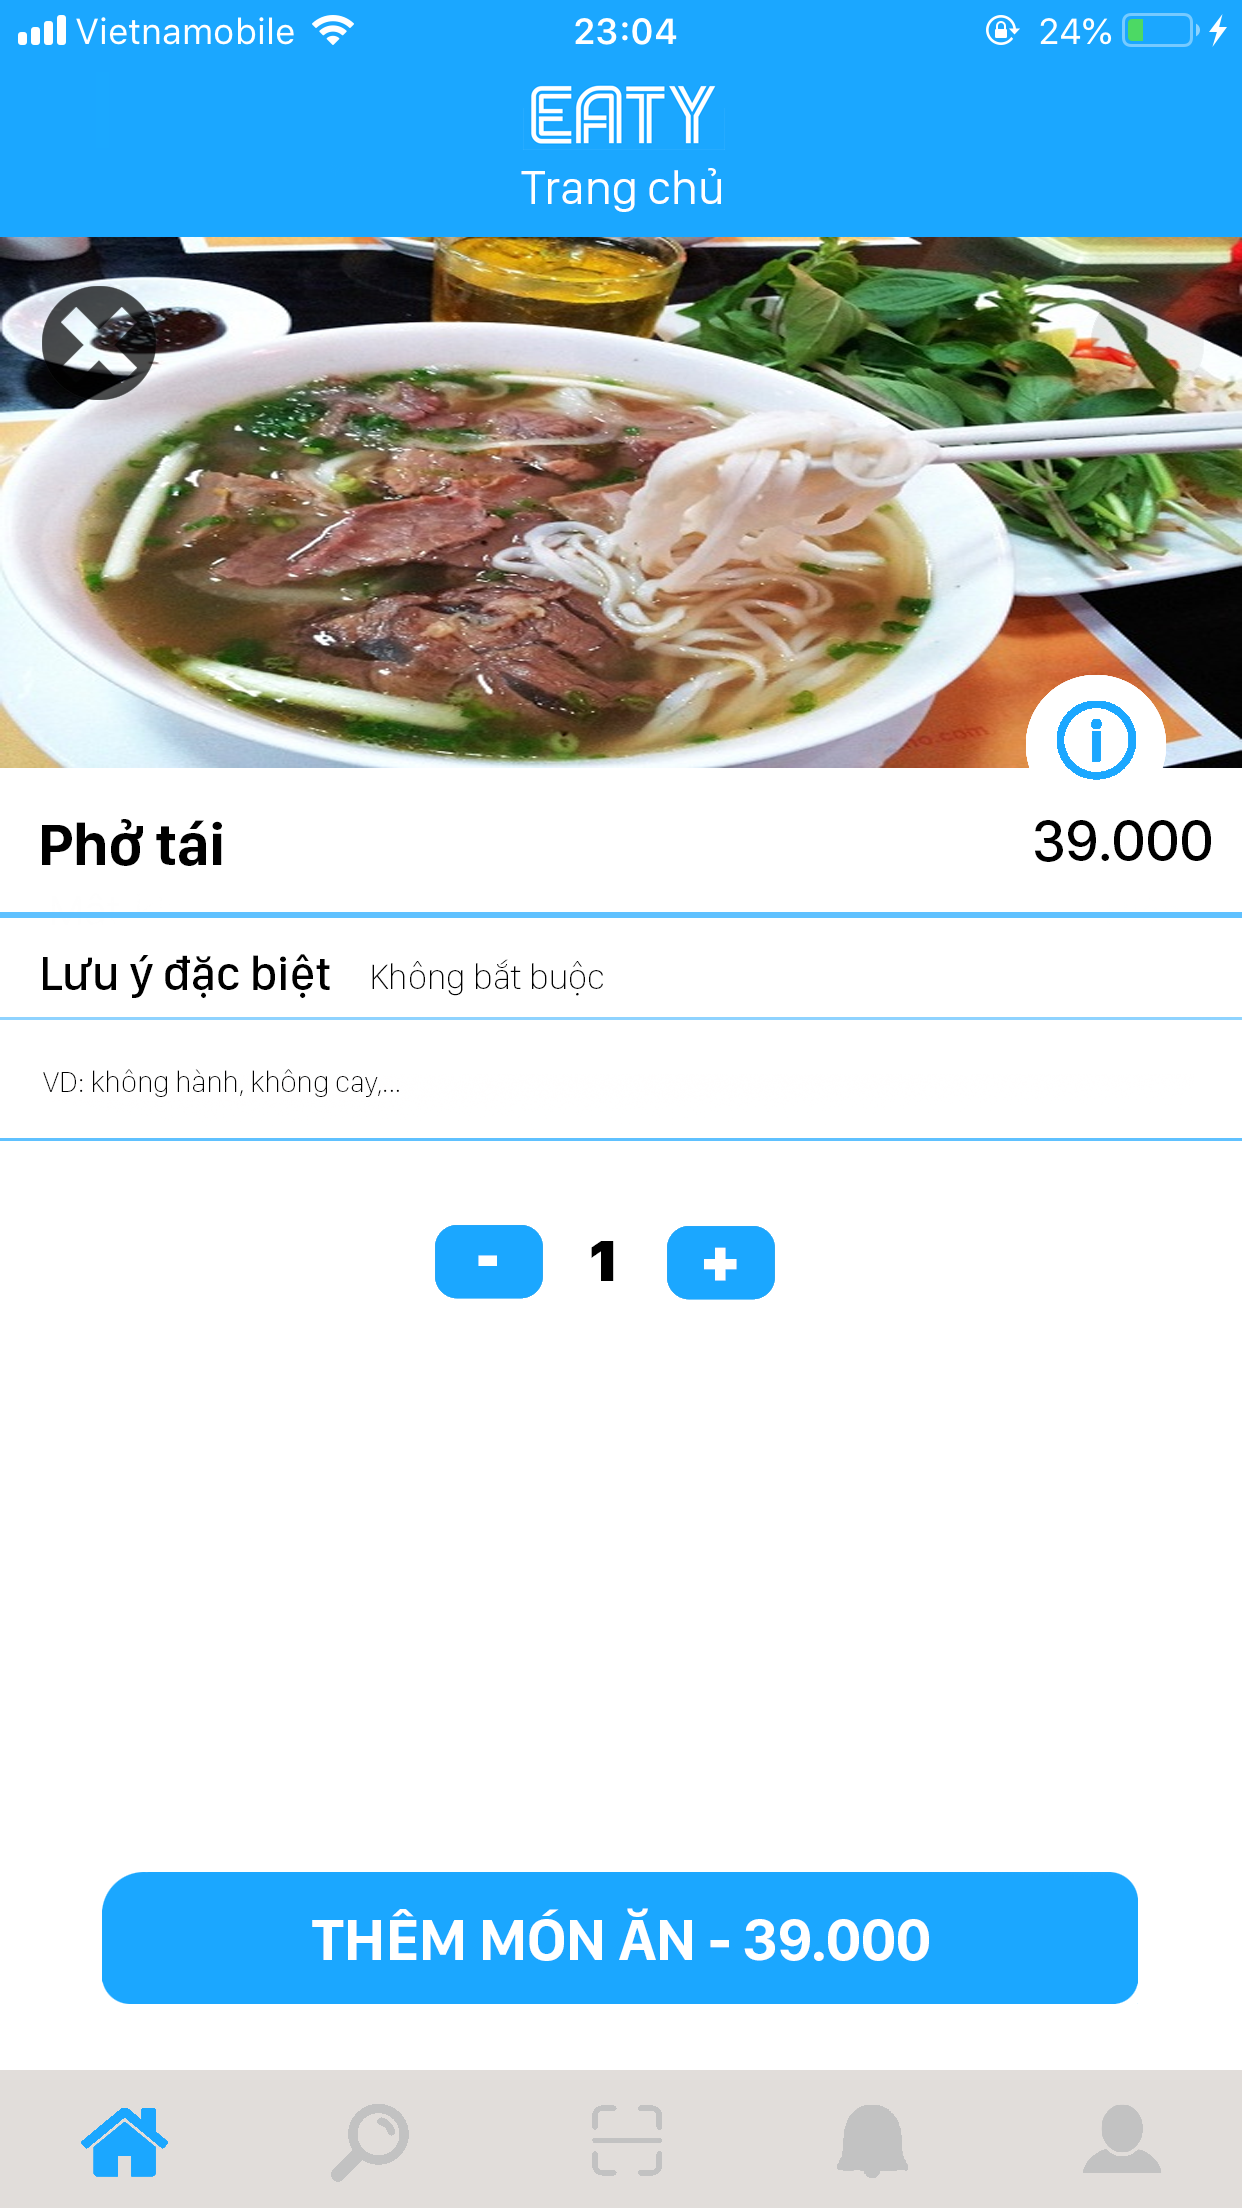 Vietnamobile 23:04 24%
EATY
Trang chủ
Phở tái 39.000
Lưu ý đặc biệt Không bắt buộc
VD: không hành, không cay,...
- 1 +
THÊM MÓN ĂN - 39.000